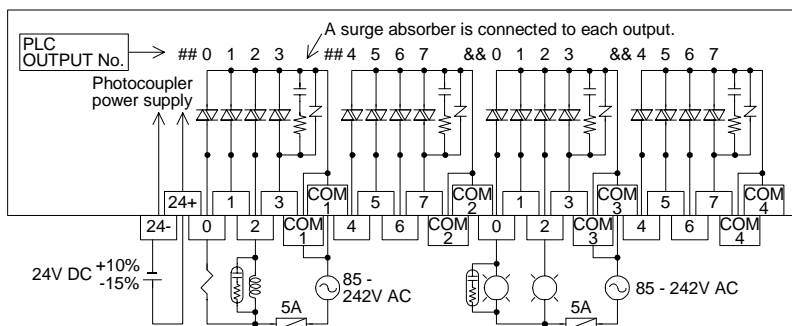 A surge absorber is connected to each output.
PLC
OUTPUT No.
## 0 1 2 3 ## 4 5 6 7 && 0 1 2 3 && 4 5 6 7
Photocoupler
power supply
24+ 1 3 COM 1 5 7 COM 2 1 3 COM 3 5 7 COM 4
24- 0 2 COM 1 4 6 COM 2 0 2 COM 3 4 6 COM 4
24V DC +10%
-15%
85 -
242V AC
5A
85 - 242V AC
5A